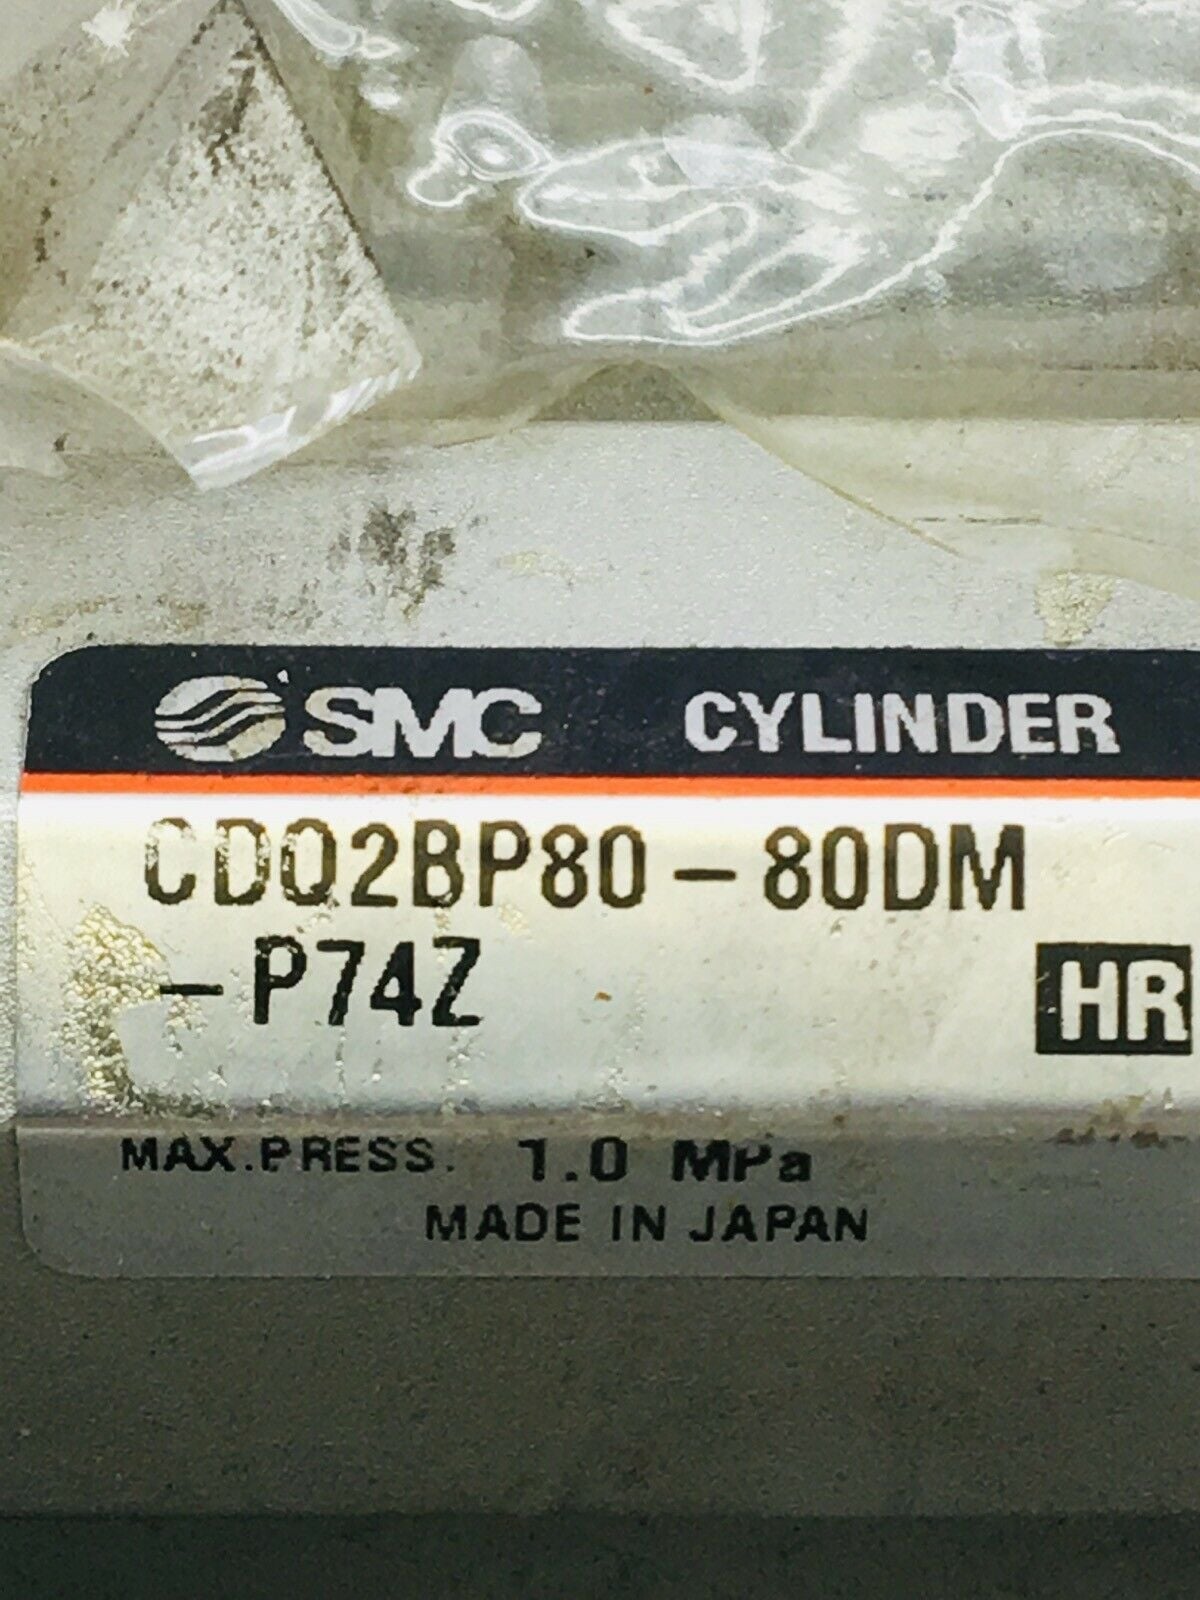 SMC CYLINDER
CDQ2BP80-80DM
-P74Z HR
MAX.PRESS. 1.0 MPa
MADE IN JAPAN